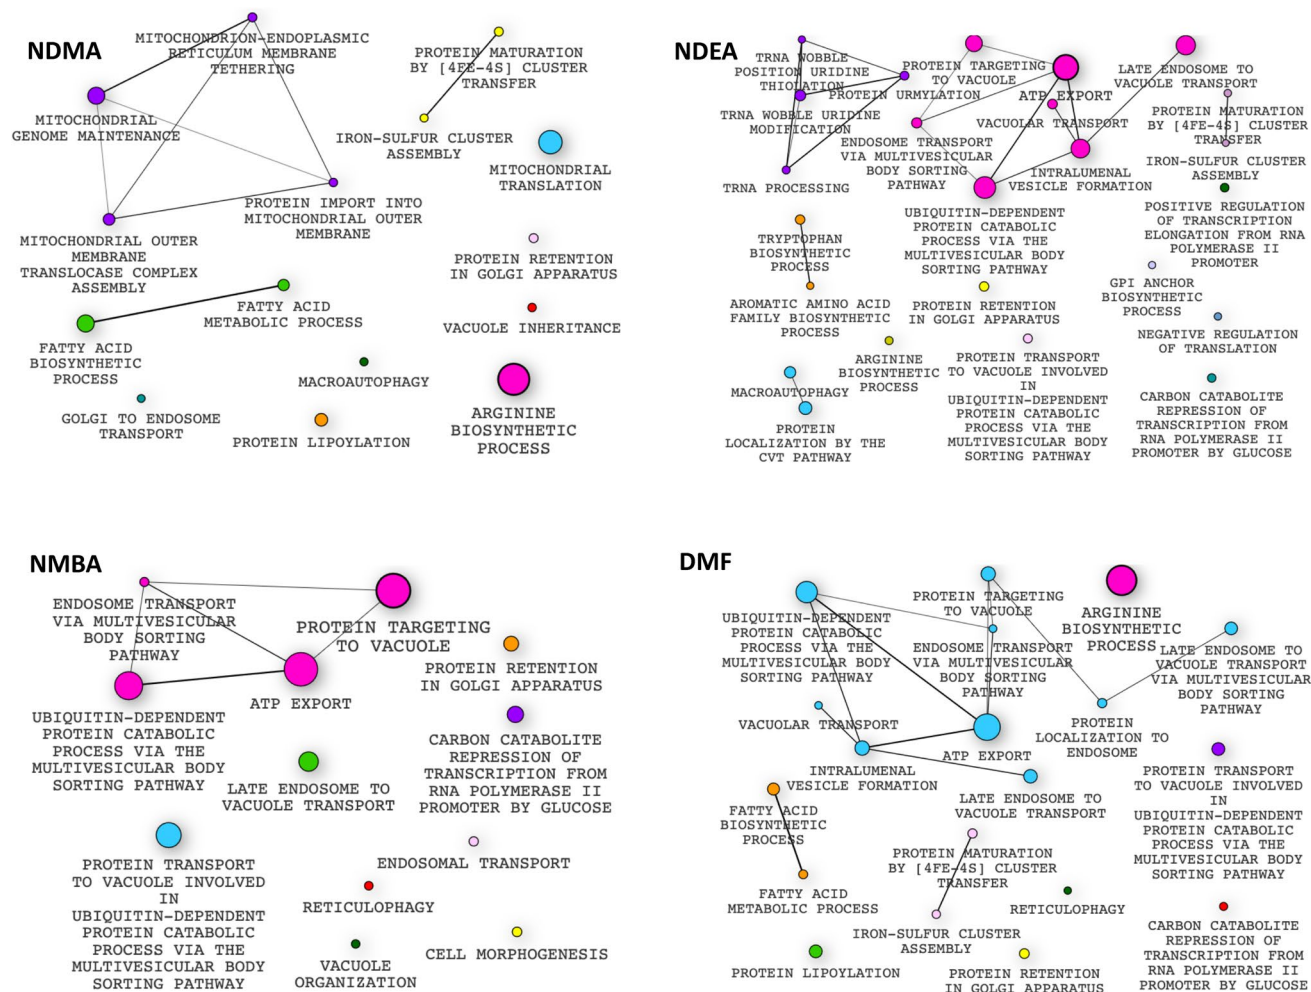 NDMA
MITOCHONDRION-ENDOPLASMIC
RETICULUM MEMBRANE
TETHERING
PROTEIN MATURATION
BY [4FE-4S] CLUSTER
TRANSFER
MITOCHONDRIAL
GENOME MAINTENANCE
IRON-SULFUR CLUSTER
ASSEMBLY
MITOCHONDRIAL
TRANSLATION
PROTEIN IMPORT INTO
MITOCHONDRIAL OUTER
MEMBRANE
MITOCHONDRIAL OUTER
MEMBRANE
TRANSLOCASE COMPLEX
ASSEMBLY
PROTEIN RETENTION
IN GOLGI APPARATUS
FATTY ACID
METABOLIC PROCESS
VACUOLE INHERITANCE
FATTY ACID
BIOSYNTHETIC
PROCESS
MACROAUTOPHAGY
GOLGI TO ENDOSOME
TRANSPORT
PROTEIN LIPOYLATION
ARGININE
BIOSYNTHETIC
PROCESS
NDEA
TRNA WOBBLE
POSITION URIDINE
THIOLATION
PROTEIN TARGETING
TO VACUOLE
LATE ENDOSOME TO
VACUOLE TRANSPORT
PROTEIN URMYLATION
ATP EXPORT
TRNA WOBBLE URIDINE
MODIFICATION
VACUOLAR TRANSPORT
PROTEIN MATURATION
BY [4FE-4S] CLUSTER
TRANSFER
ENDOSOME TRANSPORT
VIA MULTIVESICULAR
BODY SORTING
PATHWAY
IRON-SULFUR CLUSTER
ASSEMBLY
TRNA PROCESSING
INTRALUMENAL
VESICLE FORMATION
UBIQUITIN-DEPENDENT
PROTEIN CATABOLIC
PROCESS VIA THE
MULTIVESICULAR BODY
SORTING PATHWAY
POSITIVE REGULATION
OF TRANSCRIPTION
ELONGATION FROM RNA
POLYMERASE II
PROMOTER
TRYPTOPHAN
BIOSYNTHETIC
PROCESS
GPI ANCHOR
BIOSYNTHETIC
PROCESS
AROMATIC AMINO ACID
FAMILY BIOSYNTHETIC
PROCESS
PROTEIN RETENTION
IN GOLGI APPARATUS
NEGATIVE REGULATION
OF TRANSLATION
ARGININE
BIOSYNTHETIC
PROCESS
PROTEIN TRANSPORT
TO VACUOLE INVOLVED
IN
UBIQUITIN-DEPENDENT
PROTEIN CATABOLIC
PROCESS VIA THE
MULTIVESICULAR BODY
SORTING PATHWAY
MACROAUTOPHAGY
CARBON CATABOLITE
REPRESSION OF
TRANSCRIPTION FROM
RNA POLYMERASE II
PROMOTER BY GLUCOSE
PROTEIN
LOCALIZATION BY THE
CVT PATHWAY
NMBA
ENDOSOME TRANSPORT
VIA MULTIVESICULAR
BODY SORTING
PATHWAY
PROTEIN TARGETING
TO VACUOLE
PROTEIN RETENTION
IN GOLGI APPARATUS
ATP EXPORT
UBIQUITIN-DEPENDENT
PROTEIN CATABOLIC
PROCESS VIA THE
MULTIVESICULAR BODY
SORTING PATHWAY
CARBON CATABOLITE
REPRESSION OF
TRANSCRIPTION FROM
RNA POLYMERASE II
PROMOTER BY GLUCOSE
LATE ENDOSOME TO
VACUOLE TRANSPORT
PROTEIN TRANSPORT
TO VACUOLE INVOLVED
IN
UBIQUITIN-DEPENDENT
PROTEIN CATABOLIC
PROCESS VIA THE
MULTIVESICULAR BODY
SORTING PATHWAY
ENDOSOMAL TRANSPORT
RETICULOPHAGY
CELL MORPHOGENESIS
VACUOLE
ORGANIZATION
DMF
UBIQUITIN-DEPENDENT
PROTEIN CATABOLIC
PROCESS VIA THE
MULTIVESICULAR BODY
SORTING PATHWAY
PROTEIN TARGETING
TO VACUOLE
ARGININE
BIOSYNTHETIC
PROCESS
ENDOSOME TRANSPORT
VIA MULTIVESICULAR
BODY SORTING
PATHWAY
LATE ENDOSOME TO
VACUOLE TRANSPORT
VIA MULTIVESICULAR
BODY SORTING
PATHWAY
VACUOLAR TRANSPORT
PROTEIN
LOCALIZATION TO
ENDOSOME
ATP EXPORT
INTRALUMENAL
VESICLE FORMATION
PROTEIN TRANSPORT
TO VACUOLE INVOLVED
IN
UBIQUITIN-DEPENDENT
PROTEIN CATABOLIC
PROCESS VIA THE
MULTIVESICULAR BODY
SORTING PATHWAY
LATE ENDOSOME TO
VACUOLE TRANSPORT
FATTY ACID
BIOSYNTHETIC
PROCESS
PROTEIN MATURATION
BY [4FE-4S] CLUSTER
TRANSFER
FATTY ACID
METABOLIC PROCESS
RETICULOPHAGY
IRON-SULFUR CLUSTER
ASSEMBLY
CARBON CATABOLITE
REPRESSION OF
TRANSCRIPTION FROM
RNA POLYMERASE II
PROMOTER BY GLUCOSE
PROTEIN LIPOYLATION
PROTEIN RETENTION
IN GOLGI APPARATUS